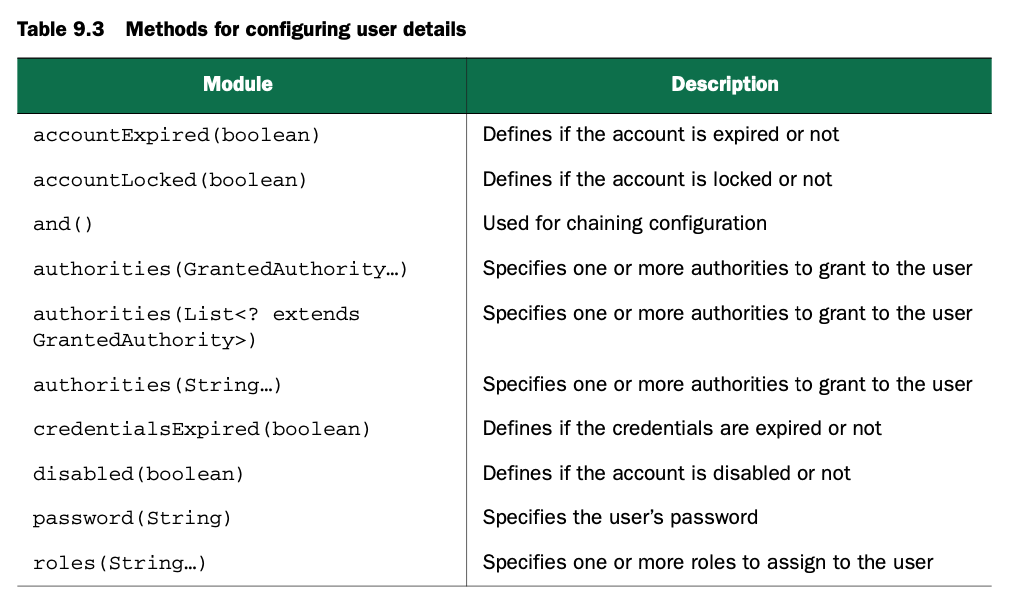 Table 9.3 Methods for configuring user details
Module Description
accountExpired(boolean) Defines if the account is expired or not
accountLocked(boolean) Defines if the account is locked or not
and() Used for chaining configuration
authorities(GrantedAuthority…) Specifies one or more authorities to grant to the user
authorities(List<? extends Specifies one or more authorities to grant to the user
GrantedAuthority>)
authorities(String…) Specifies one or more authorities to grant to the user
credentialsExpired(boolean) Defines if the credentials are expired or not
disabled(boolean) Defines if the account is disabled or not
password(String) Specifies the user’s password
roles(String…) Specifies one or more roles to assign to the user